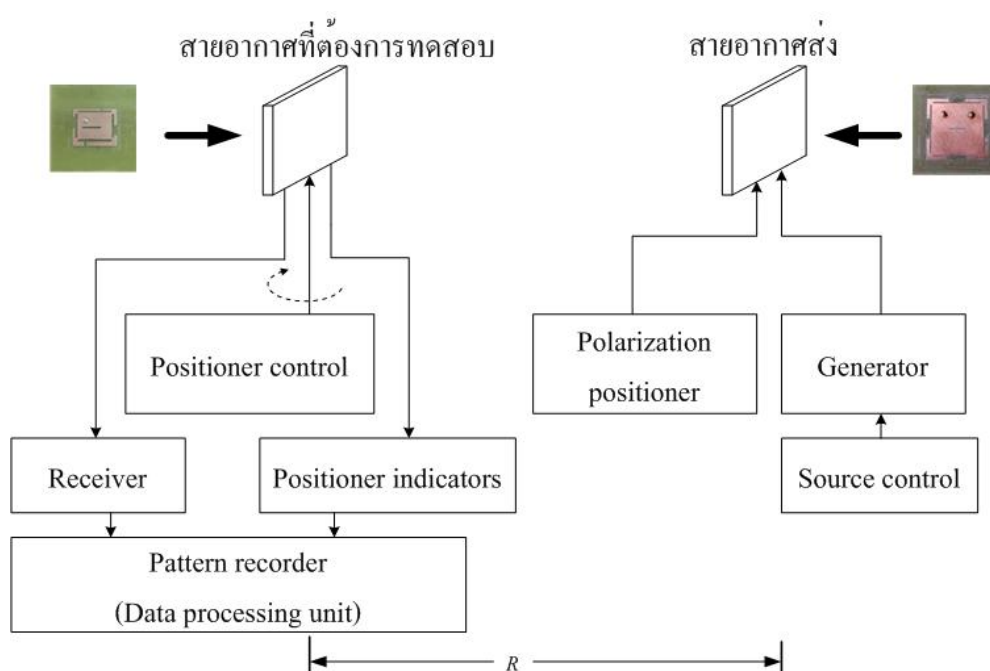 สายอากาศที่ต้องการทดสอบ
สายอากาศส่ง
Positioner control
Polarization
positioner
Generator
Receiver
Positioner indicators
Source control
Pattern recorder
(Data processing unit)
R